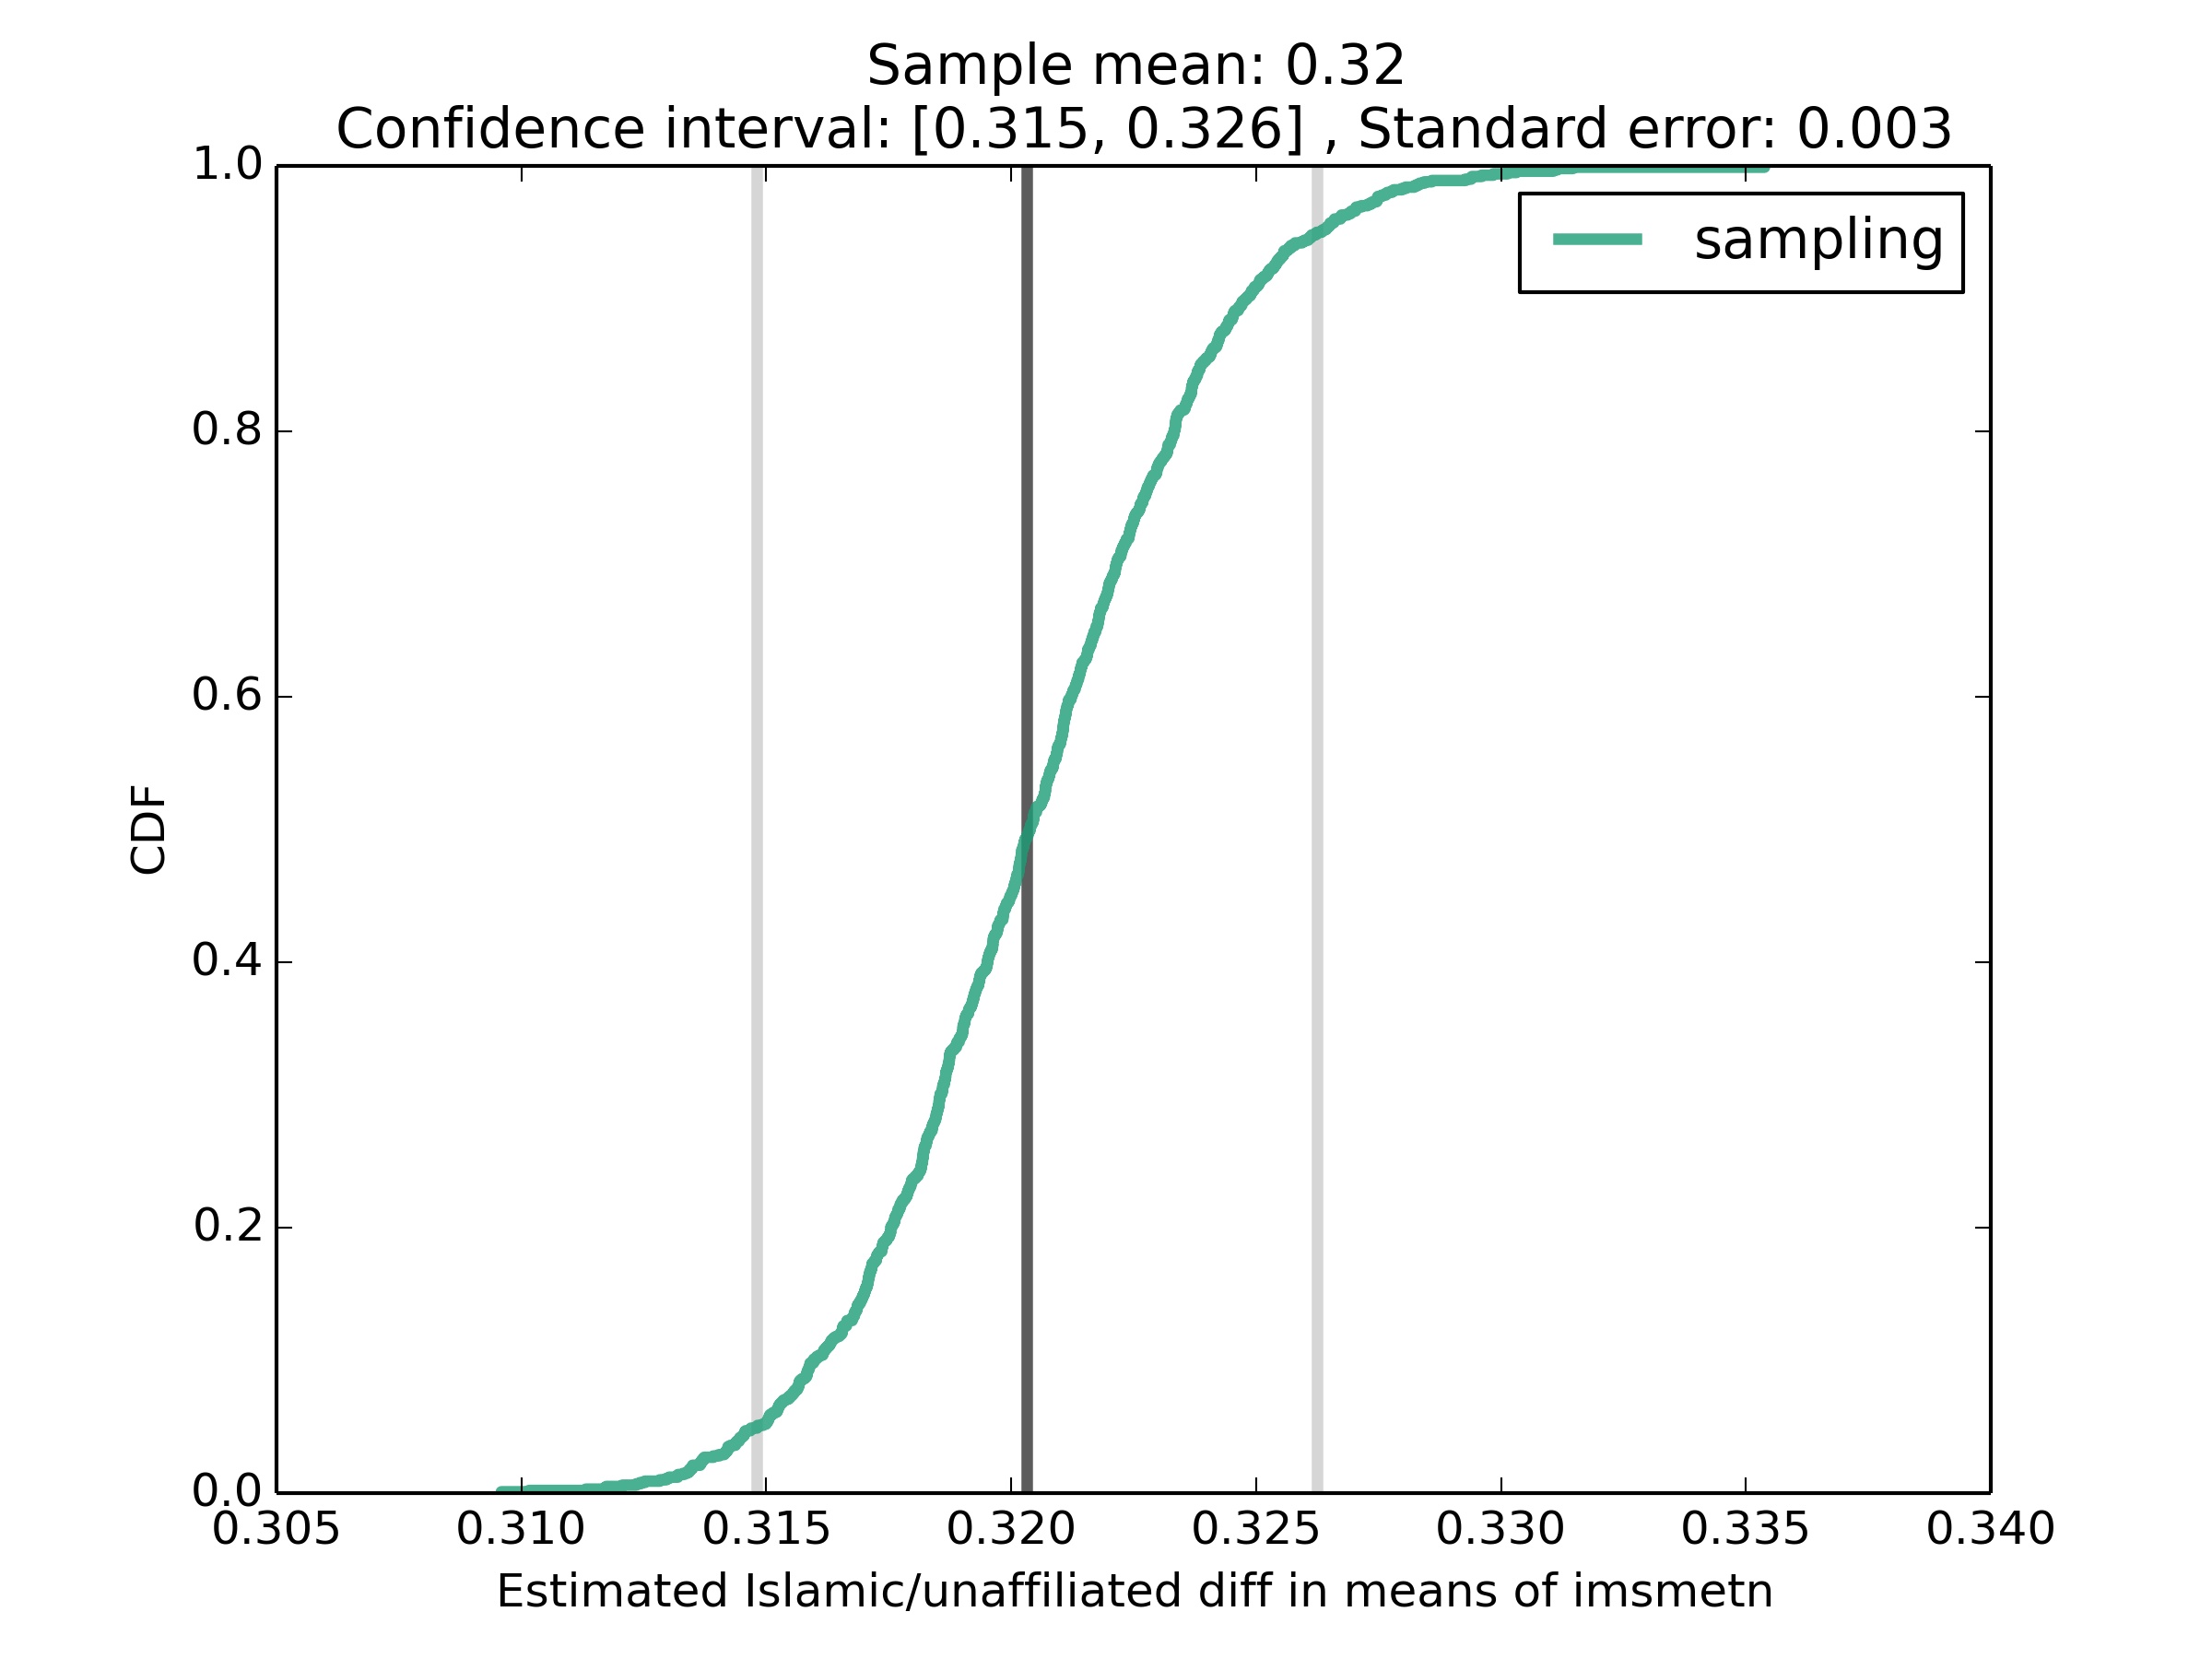 Sample mean: 0.32
Confidence interval: [0.315, 0.326] , Standard error: 0.003
1.0
0.8
0.6
0.4
0.2
0.0
CDF
sampling
0.305 0.310 0.315 0.320 0.325 0.330 0.335 0.340
Estimated Islamic/unaffiliated diff in means of imsmetn